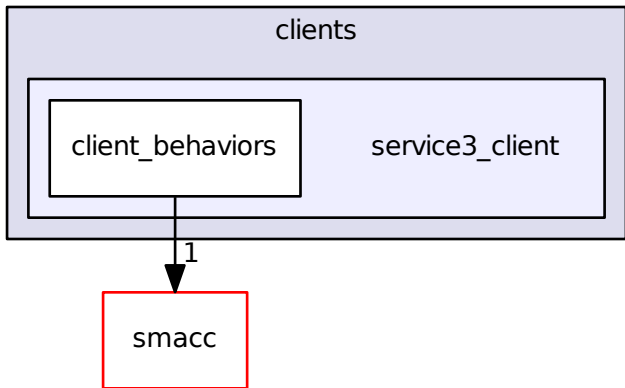 clients
client_behaviors
service3_client
1
smacc